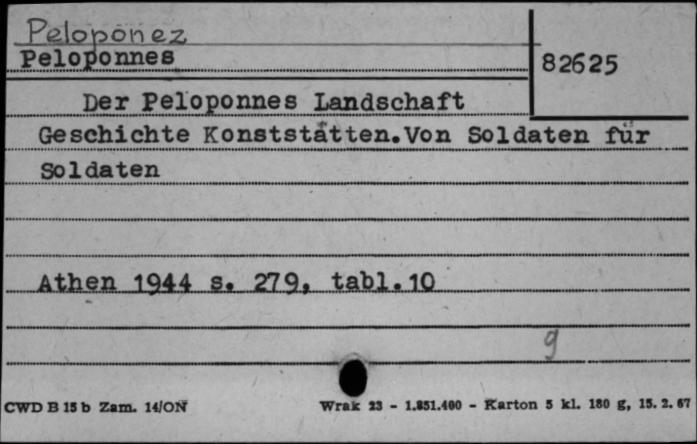 Peloponez
Peloponnes
82625
Der Peloponnes Landschaft
Geschichte Konststätten.Von Soldaten für
Soldaten
Athen 1944 s. 279, tabl.10
g
CWD B 15 b Zam. 14/ON
Wrak 23 - 1.851.400 - Karton 5 kl. 180 g, 15. 2. 67